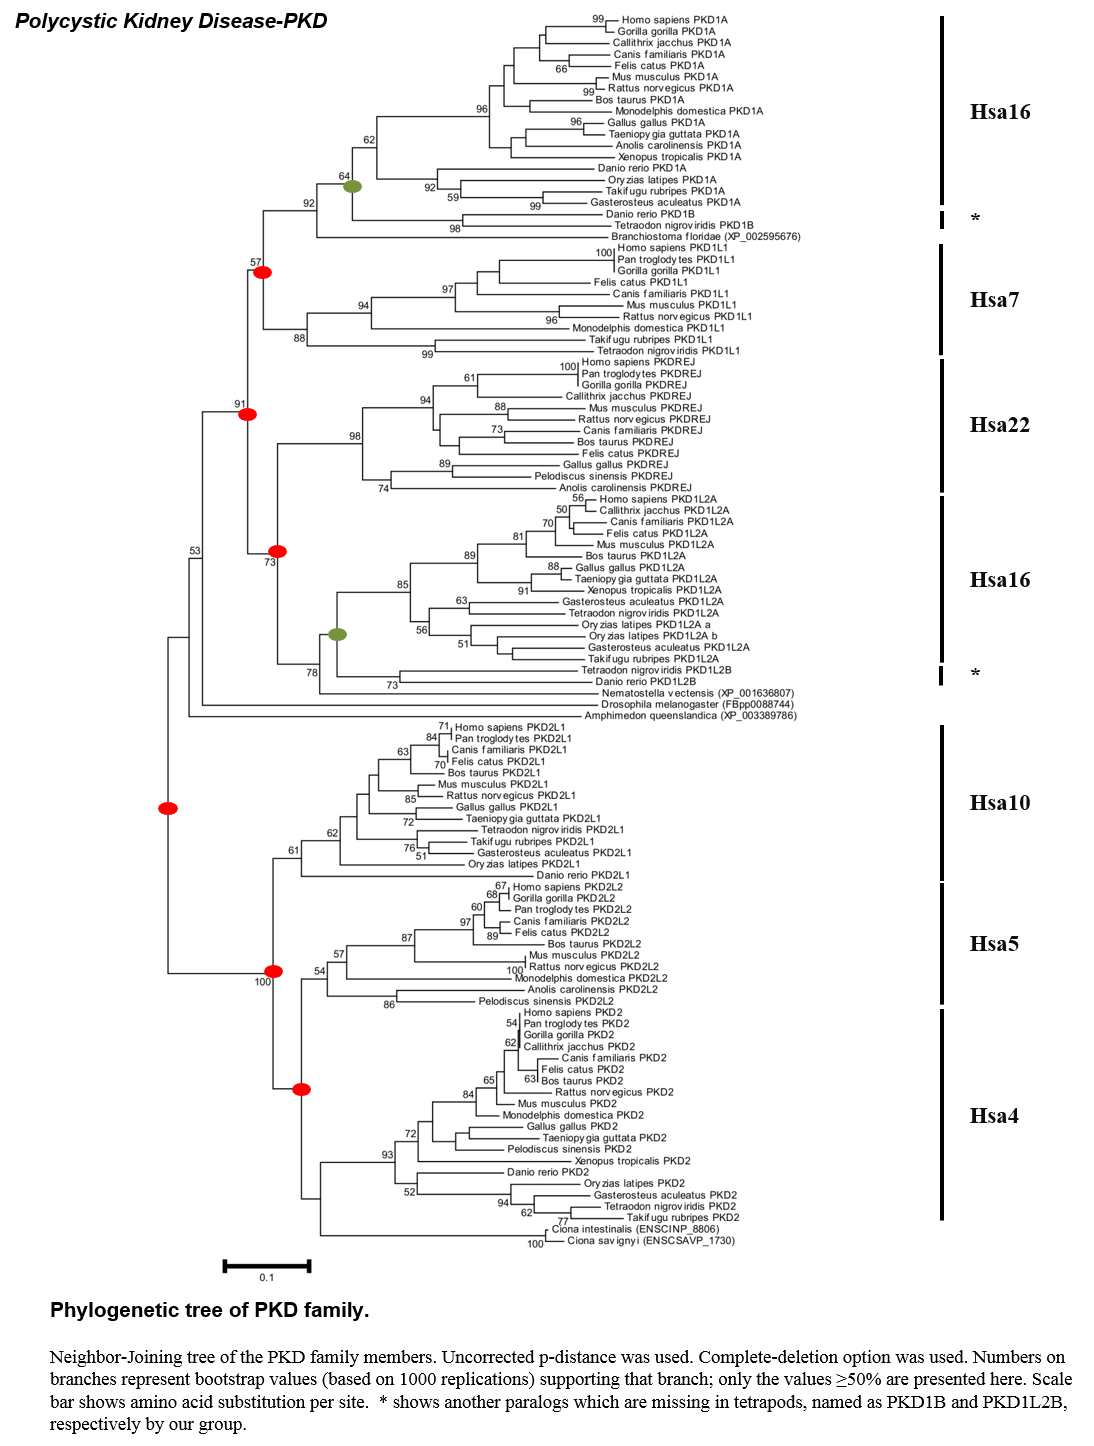 Polycystic Kidney Disease-PKD
99
Homo sapiens PKD1A
Gorilla gorilla PKD1A
Callithrix jacchus PKD1A
Canis familiaris PKD1A
66
Felis catus PKD1A
Mus musculus PKD1A
99
Rattus norvegicus PKD1A
Bos taurus PKD1A
96
Monodelphis domestica PKD1A
Hsa16
96
Gallus gallus PKD1A
Taeniopygia guttata PKD1A
62
Anolis carolinensis PKD1A
Xenopus tropicalis PKD1A
Danio rerio PKD1A
64
92
Oryzias latipes PKD1A
59
Takifugu rubripes PKD1A
99
Gasterosteus aculeatus PKD1A
92
Danio rerio PKD1B
*
98
Tetraodon nigroviridis PKD1B
Branchiostoma floridae (XP_002595676)
Homo sapiens PKD1L1
100
Pan troglodytes PKD1L1
57
Gorilla gorilla PKD1L1
Felis catus PKD1L1
97
Canis familiaris PKD1L1
Hsa7
94
Mus musculus PKD1L1
96
Rattus norvegicus PKD1L1
Monodelphis domestica PKD1L1
88
Takifugu rubripes PKD1L1
99
Tetraodon nigroviridis PKD1L1
Homo sapiens PKDREJ
100
Pan troglodytes PKDREJ
61
Gorilla gorilla PKDREJ
Callithrix jacchus PKDREJ
91
94
88
Mus musculus PKDREJ
Rattus norvegicus PKDREJ
Hsa22
73
Canis familiaris PKDREJ
98
Bos taurus PKDREJ
Felis catus PKDREJ
89
Gallus gallus PKDREJ
Pelodiscus sinensis PKDREJ
74
Anolis carolinensis PKDREJ
56
Homo sapiens PKD1L2A
50
Callithrix jacchus PKD1L2A
70
Canis familiaris PKD1L2A
81
Felis catus PKD1L2A
Mus musculus PKD1L2A
53
89
Bos taurus PKD1L2A
73
88
Gallus gallus PKD1L2A
Taeniopygia guttata PKD1L2A
Hsa16
85
91
Xenopus tropicalis PKD1L2A
63
Gasterosteus aculeatus PKD1L2A
Tetraodon nigroviridis PKD1L2A
56
Oryzias latipes PKD1L2A a
51
Oryzias latipes PKD1L2A b
Gasterosteus aculeatus PKD1L2A
Takifugu rubripes PKD1L2A
78
Tetraodon nigroviridis PKD1L2B
*
73
Danio rerio PKD1L2B
Nematostella vectensis (XP_001636807)
Drosophila melanogaster (FBpp0088744)
Amphimedon queenslandica (XP_003389786)
71
Homo sapiens PKD2L1
84
Pan troglodytes PKD2L1
63
Canis familiaris PKD2L1
70
Felis catus PKD2L1
Bos taurus PKD2L1
Mus musculus PKD2L1
85
Rattus norvegicus PKD2L1
Hsa10
Gallus gallus PKD2L1
72
Taeniopygia guttata PKD2L1
62
Tetraodon nigroviridis PKD2L1
76
Takifugu rubripes PKD2L1
61
51
Gasterosteus aculeatus PKD2L1
Oryzias latipes PKD2L1
Danio rerio PKD2L1
67
Homo sapiens PKD2L2
68
Gorilla gorilla PKD2L2
60
Pan troglodytes PKD2L2
97
Canis familiaris PKD2L2
89
Felis catus PKD2L2
87
Bos taurus PKD2L2
Hsa5
57
Mus musculus PKD2L2
100
Rattus norvegicus PKD2L2
54
Monodelphis domestica PKD2L2
100
Anolis carolinensis PKD2L2
86
Pelodiscus sinensis PKD2L2
Homo sapiens PKD2
54
Pan troglodytes PKD2
Gorilla gorilla PKD2
62
Callithrix jacchus PKD2
Canis familiaris PKD2
Felis catus PKD2
65
63
Bos taurus PKD2
84
Rattus norvegicus PKD2
Mus musculus PKD2
Monodelphis domestica PKD2
Hsa4
72
Gallus gallus PKD2
Taeniopygia guttata PKD2
93
Pelodiscus sinensis PKD2
Xenopus tropicalis PKD2
Danio rerio PKD2
52
Oryzias latipes PKD2
94
Gasterosteus aculeatus PKD2
62
Tetraodon nigroviridis PKD2
77
Takifugu rubripes PKD2
Ciona intestinalis (ENSCINP_8806)
100
Ciona savignyi (ENSCSAVP_1730)
0.1
Phylogenetic tree of PKD family.
Neighbor-Joining tree of the PKD family members. Uncorrected p-distance was used. Complete-deletion option was used. Numbers on
branches represent bootstrap values (based on 1000 replications) supporting that branch; only the values ≥50% are presented here. Scale
bar shows amino acid substitution per site. * shows another paralogs which are missing in tetrapods, named as PKD1B and PKD1L2B,
respectively by our group.